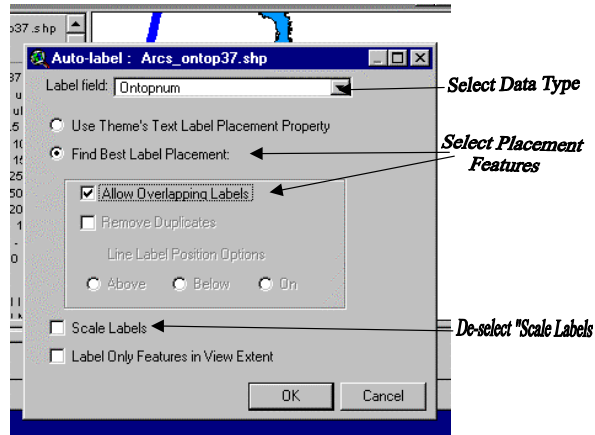 p37.shp
Auto-label : Arcs_ontop37.shp
Label field: Ontopnum
Select Data Type
Use Theme's Text Label Placement Property
Find Best Label Placement:
Select Placement
Features
Allow Overlapping Labels
Remove Duplicates
Line Label Position Options
Above Below On
Scale Labels
De-select "Scale Labels
Label Only Features in View Extent
OK Cancel